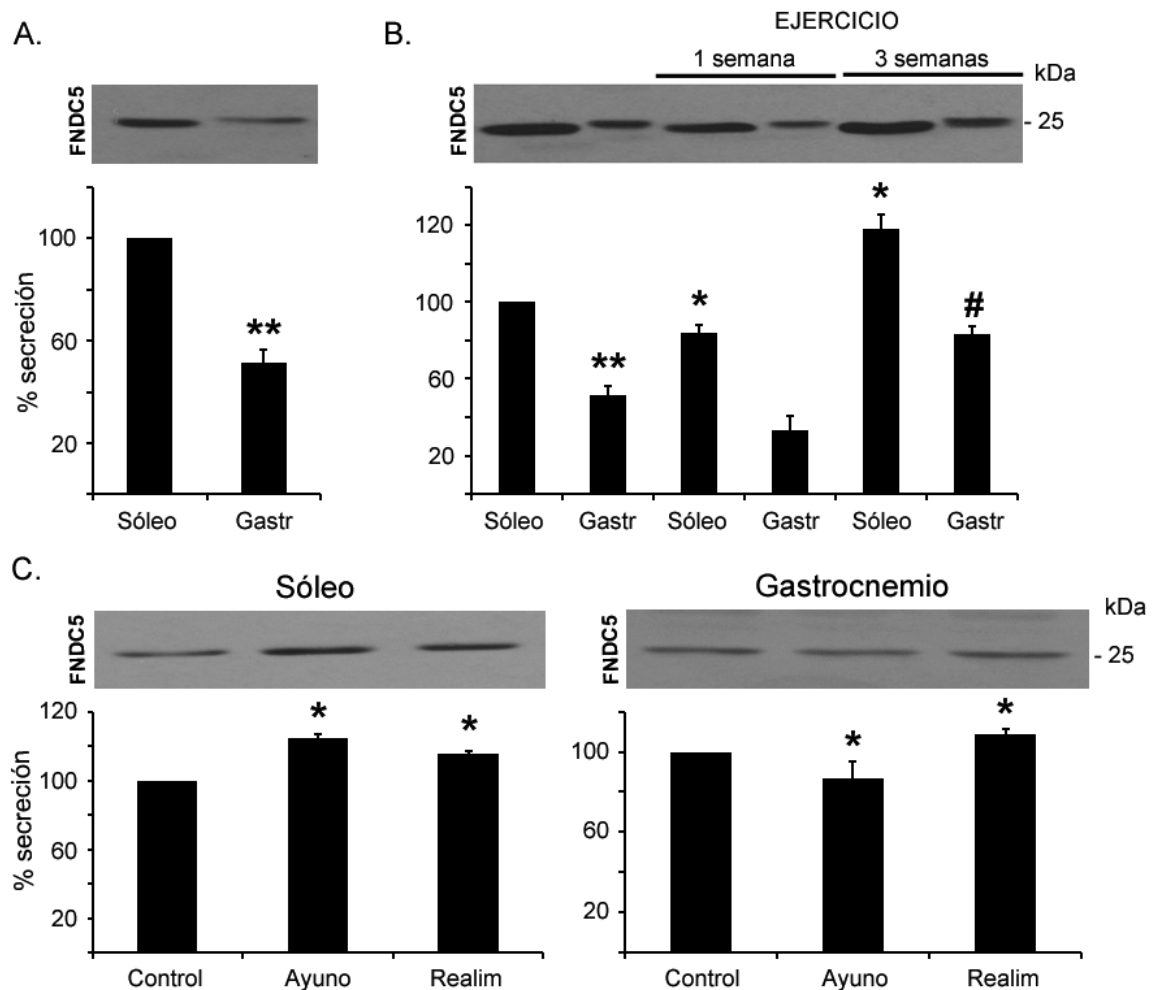 A.
FNDC5
% secreción
100
60
20
**
Sóleo Gastr
B.
EJERCICIO
1 semana 3 semanas
kDa
FNDC5
- 25
120
100
60
20
**
*
*
#
Sóleo Gastr Sóleo Gastr Sóleo Gastr
C.
Sóleo
FNDC5
% secreción
120
100
60
20
*
*
Control Ayuno Realim
Gastrocnemio
kDa
FNDC5
- 25
100
60
20
*
*
Control Ayuno Realim